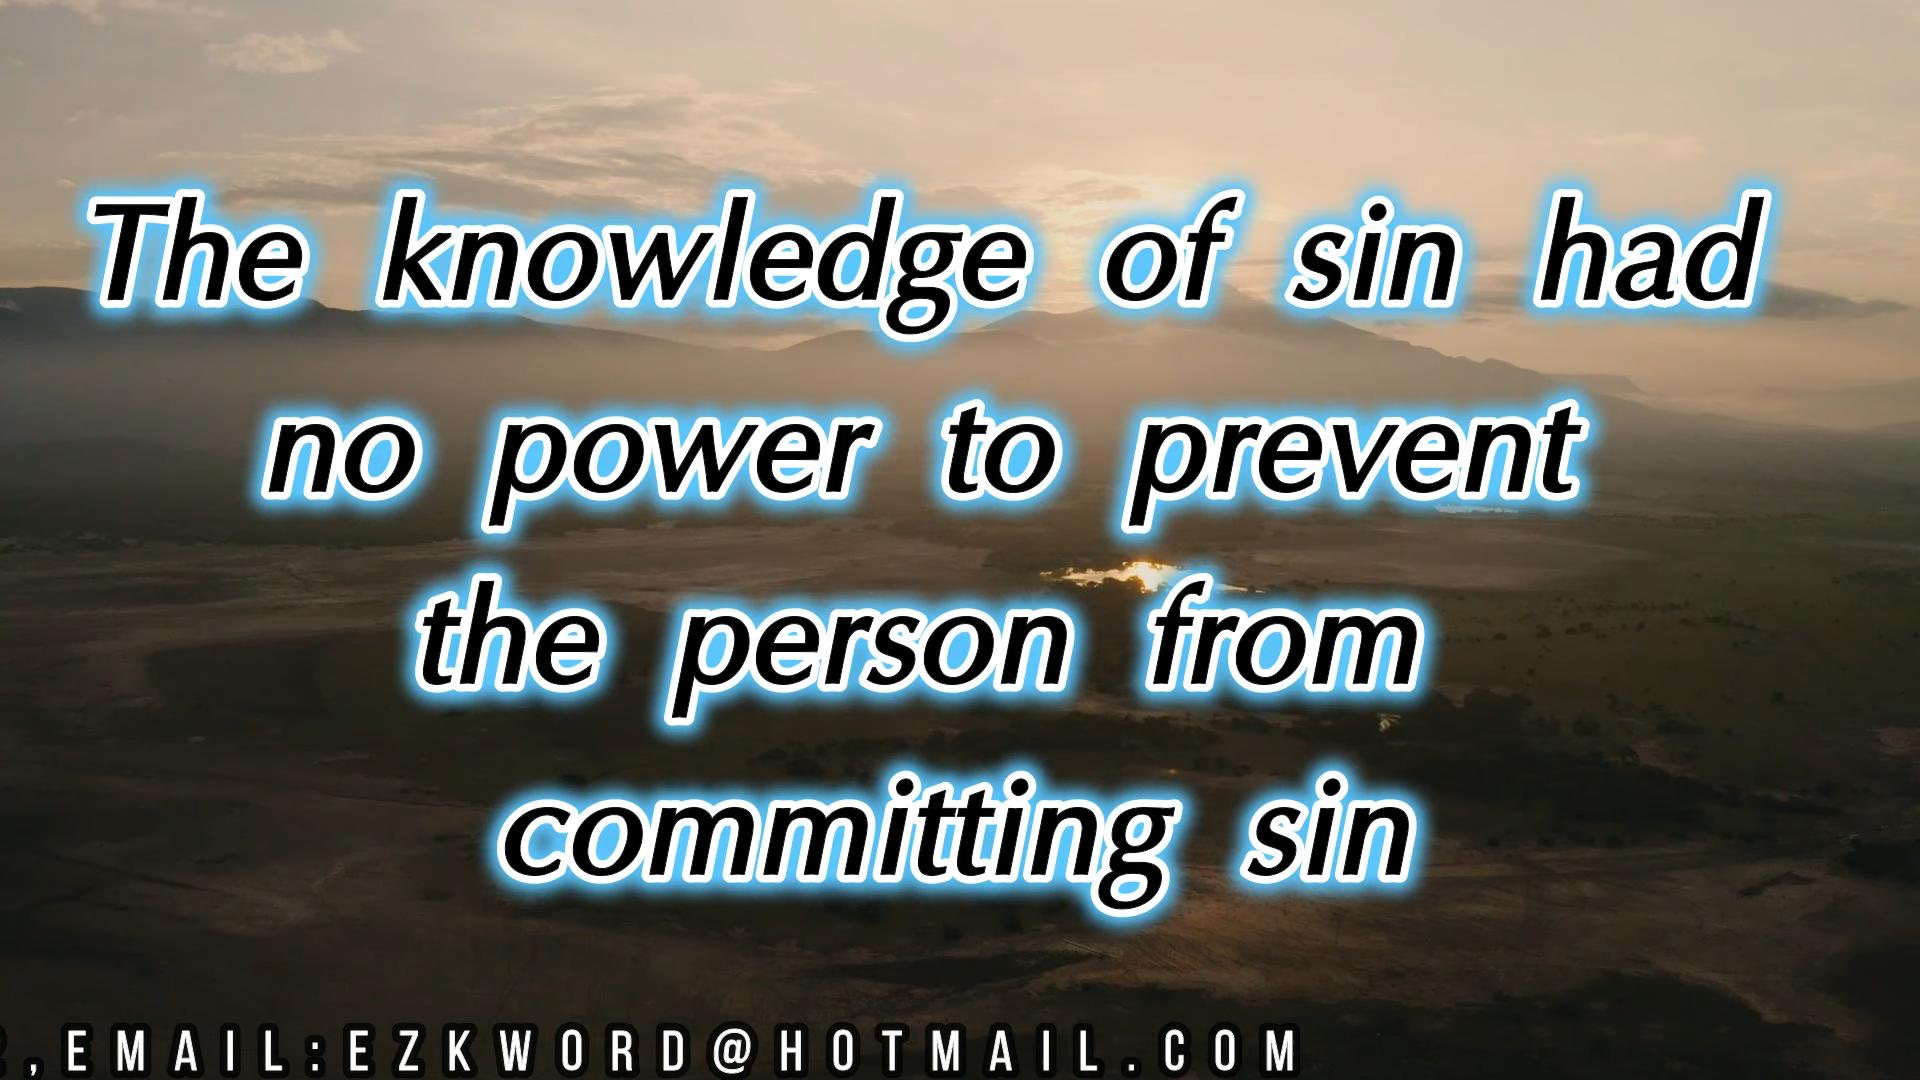 The knowledge of sin had
no power to prevent
the person from
committing sin
,EMAIL:EZKWORD@HOTMAIL.COM